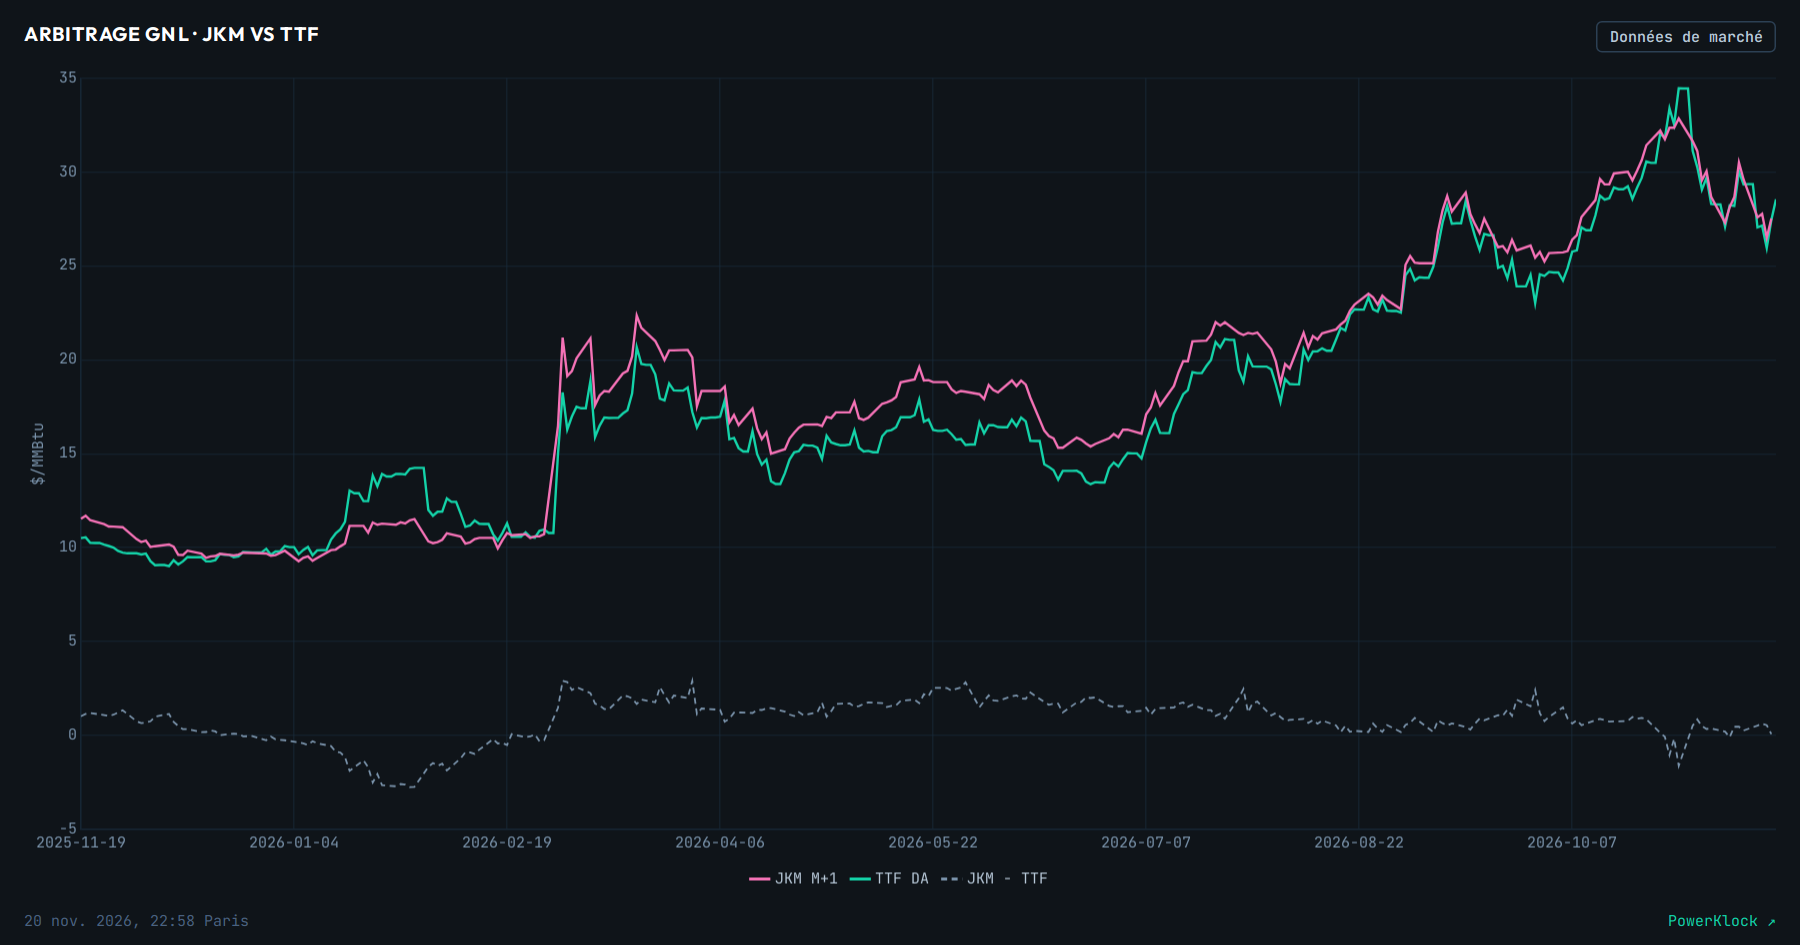 ARBITRAGE GNL · JKM VS TTF
Données de marché
35
30
25
20
15
10
5
0
-5
$/MMBtu
2025-11-19 2026-01-04 2026-02-19 2026-04-06 2026-05-22 2026-07-07 2026-08-22 2026-10-07
JKM M+1 TTF DA JKM - TTF
20 nov. 2026, 22:58 Paris
PowerKlock ↗